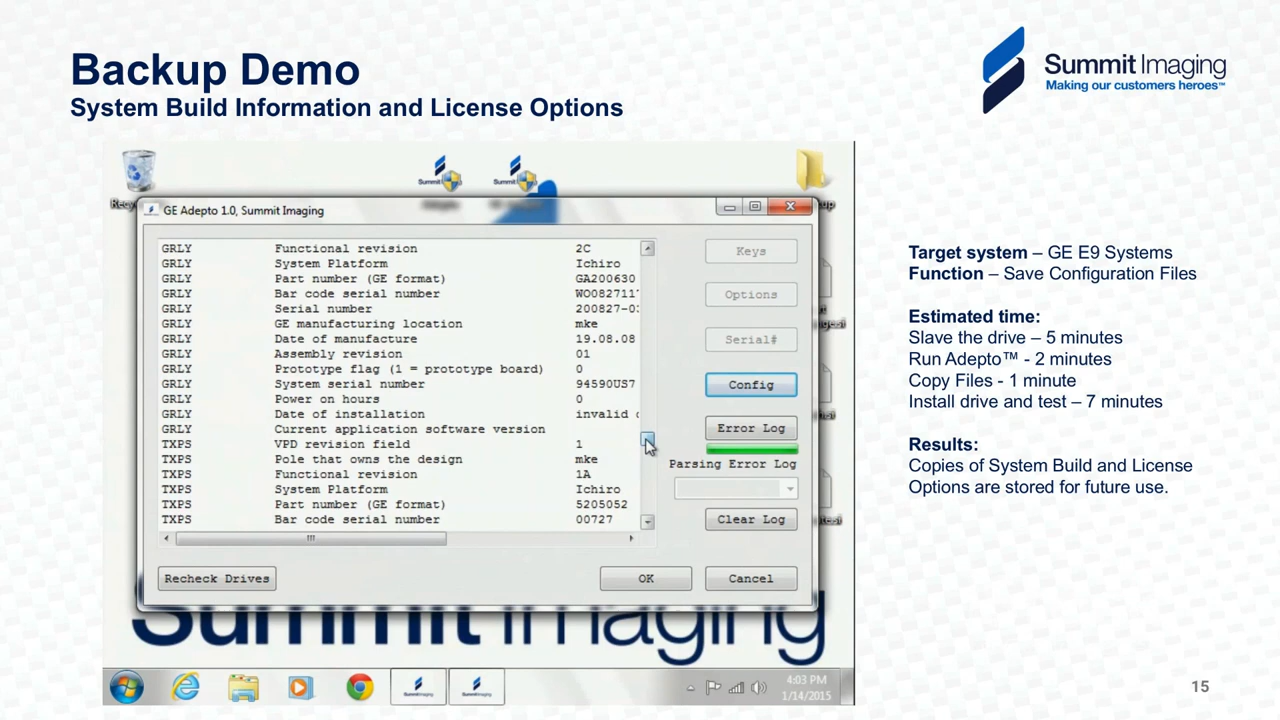 Backup Demo
System Build Information and License Options
Summit Imaging
Making our customers heroes™
Summit
Summit
GE Adepto 1.0, Summit Imaging
GRLY Functional revision 2C
GRLY System Platform Ichiro
GRLY Part number (GE format) GA200630
GRLY Bar code serial number
GRLY Serial number
GRLY GE manufacturing location mke
GRLY Date of manufacture 19.08.08
GRLY Assembly revision 01
GRLY Prototype flag (1 = prototype board) 0
GRLY System serial number 94590US7
GRLY Power on hours 0
GRLY Date of installation invalid
GRLY Current application software version
TXPS VPD revision field 1
TXPS Pole that owns the design mke
TXPS Functional revision 1A
TXPS System Platform Ichiro
TXPS Part number (GE format) 5205052
TXPS Bar code serial number 00727
Keys
Options
Serial#
Config
Error Log
Parsing Error Log
Clear Log
Recheck Drives
OK
Cancel
Summit Imaging
4:03 PM
1/14/2015
Target system – GE E9 Systems
Function – Save Configuration Files
Estimated time:
Slave the drive – 5 minutes
Run Adepto™ - 2 minutes
Copy Files - 1 minute
Install drive and test – 7 minutes
Results:
Copies of System Build and License
Options are stored for future use.
15